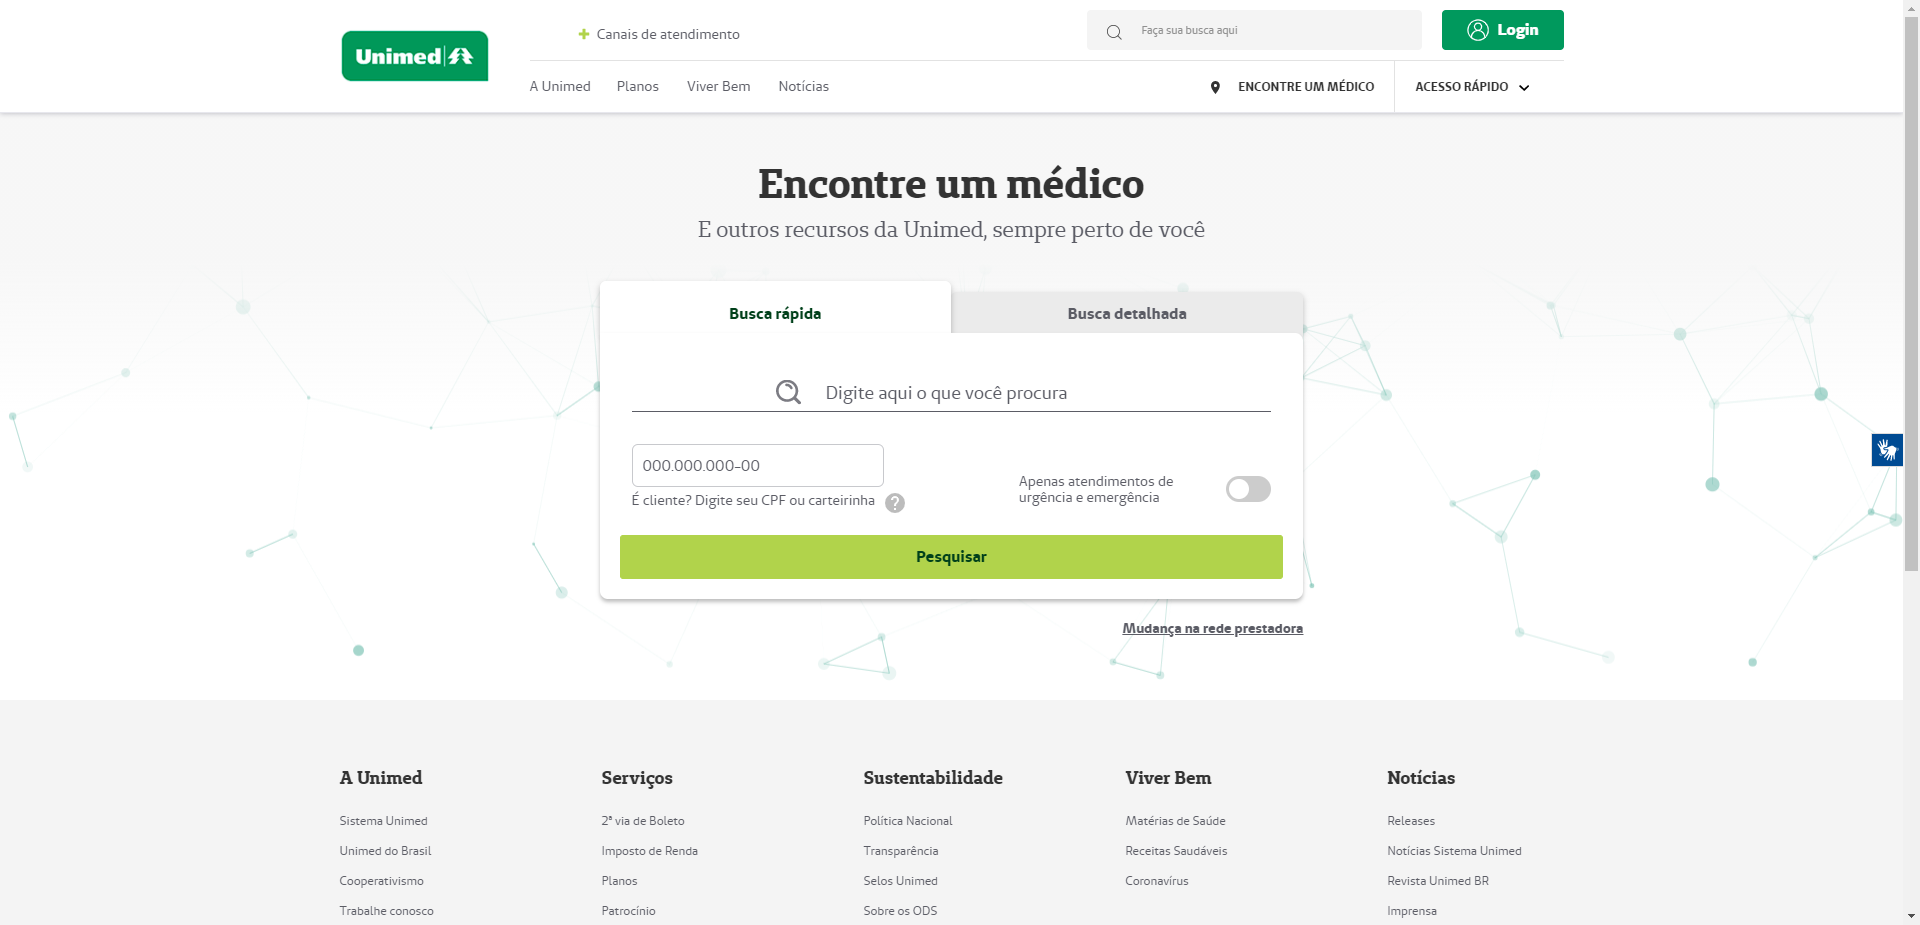 Unimed
Canais de atendimento
Faça sua busca aqui
Login
A Unimed
Planos
Viver Bem
Notícias
ENCONTRE UM MÉDICO
ACESSO RÁPIDO
Encontre um médico
E outros recursos da Unimed, sempre perto de você
Busca rápida
Busca detalhada
Digite aqui o que você procura
000.000.000-00
É cliente? Digite seu CPF ou carteirinha
?
Apenas atendimentos de
urgência e emergência
Pesquisar
Mudança na rede prestadora
A Unimed
Sistema Unimed
Unimed do Brasil
Cooperativismo
Trabalhe conosco
Serviços
2ª via de Boleto
Imposto de Renda
Planos
Patrocínio
Sustentabilidade
Política Nacional
Transparência
Selos Unimed
Sobre os ODS
Viver Bem
Matérias de Saúde
Receitas Saudáveis
Coronavírus
Notícias
Releases
Notícias Sistema Unimed
Revista Unimed BR
Imprensa